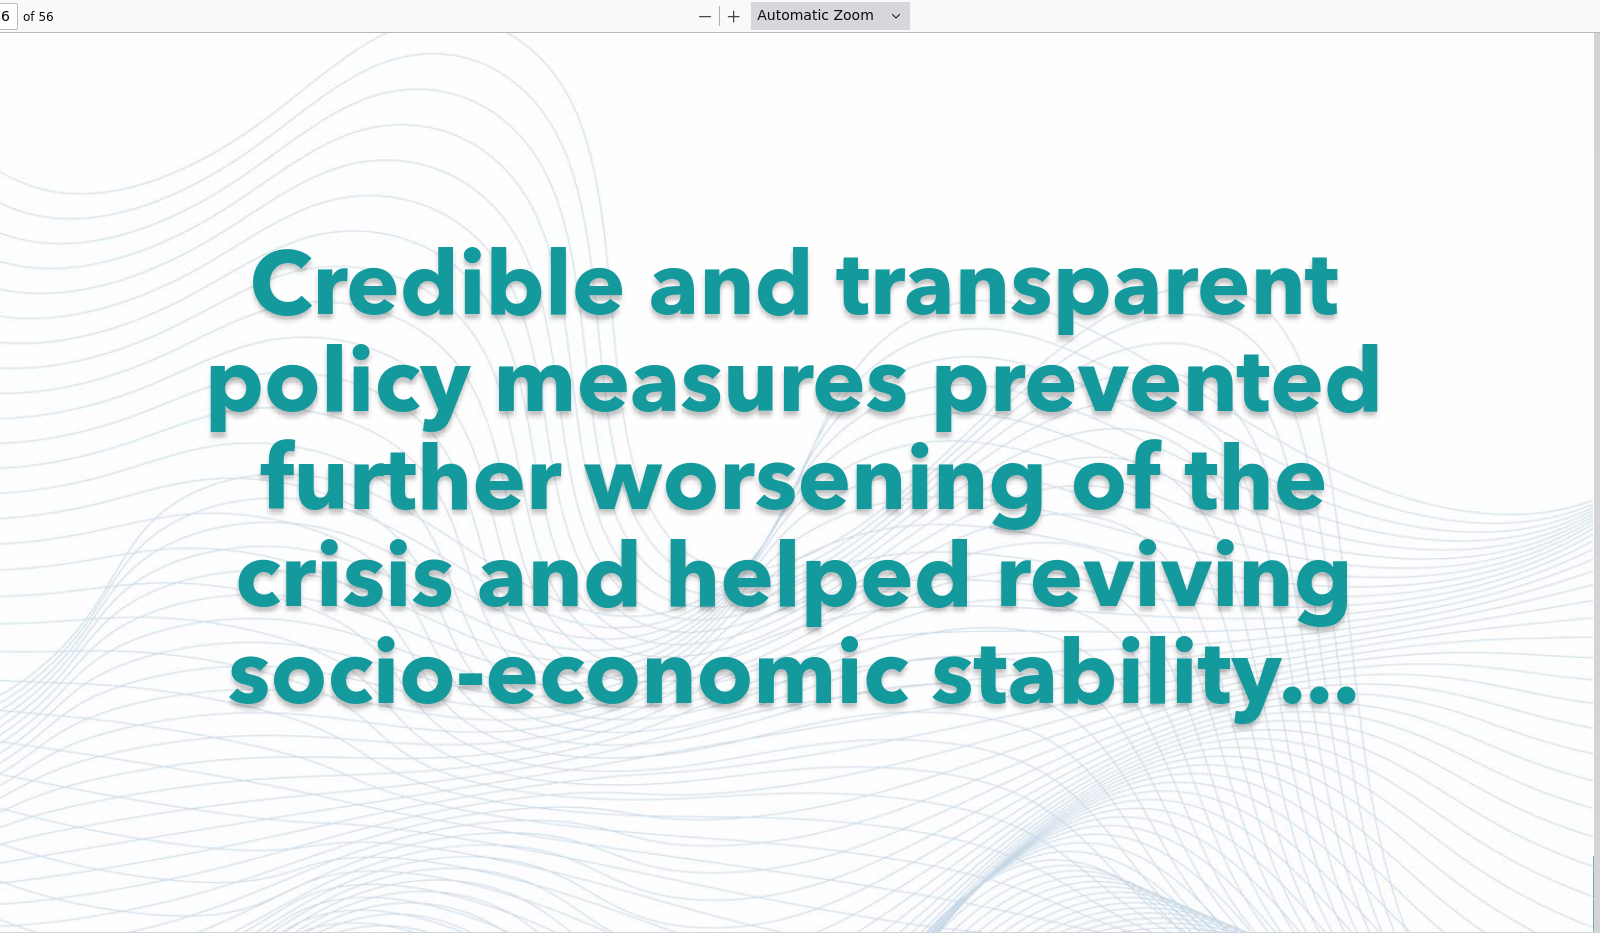 6 of 56 Automatic Zoom
Credible and transparent
policy measures prevented
further worsening of the
crisis and helped reviving
socio-economic stability...